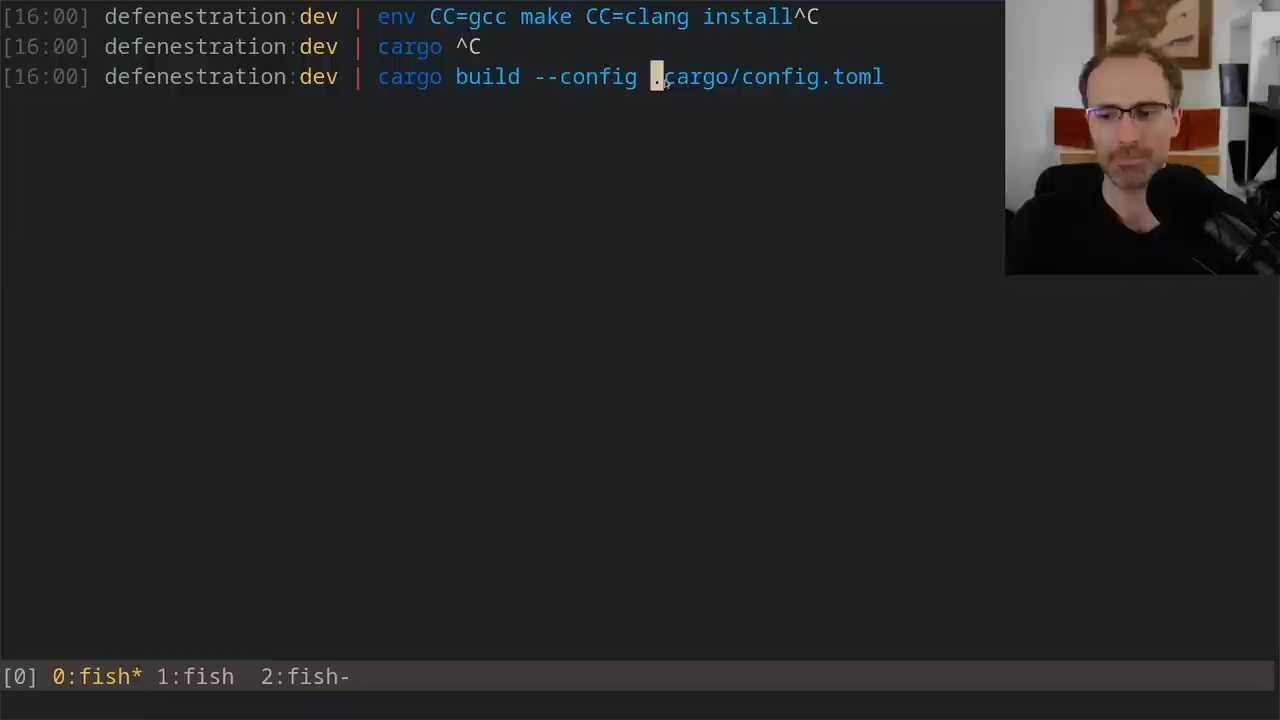 [16:00] defenestration:dev | env CC=gcc make CC=clang install^C
[16:00] defenestration:dev | cargo ^C
[16:00] defenestration:dev | cargo build --config .cargo/config.toml
[0] 0:fish* 1:fish  2:fish-